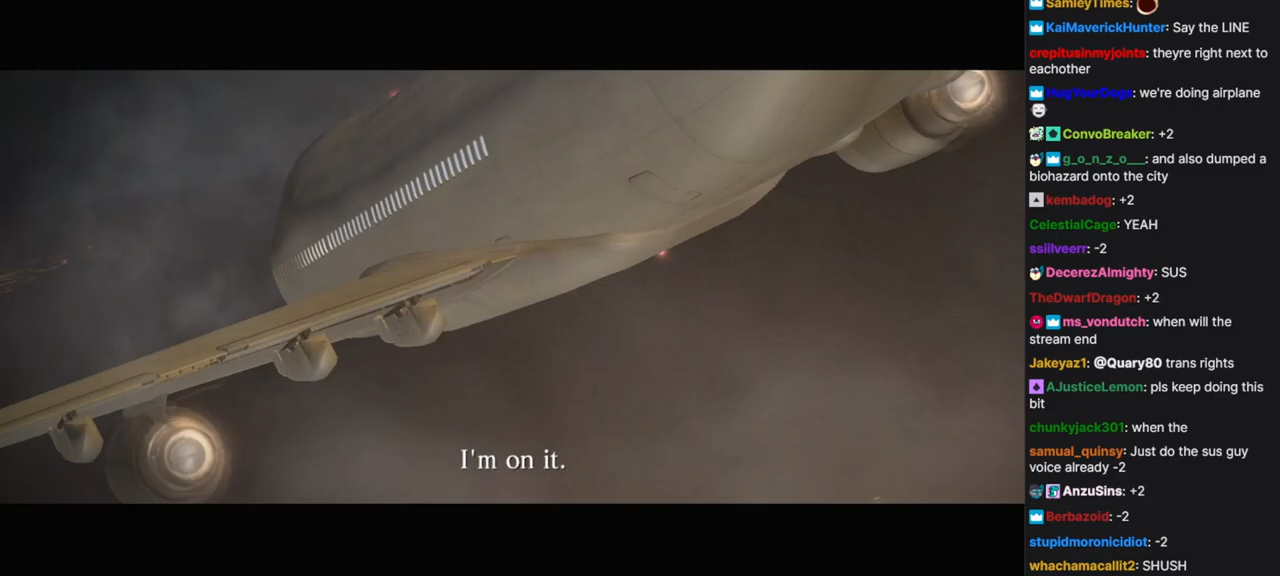 I'm on it.
SamleyTimes:
KaiMaverickHunter: Say the LINE
crepitusinmyjoints: theyre right next to
eachother
HugYourDogs: we're doing airplane
ConvoBreaker: +2
g_o_n_z_o___: and also dumped a
biohazard onto the city
kembadog: +2
CelestialCage: YEAH
ssiilveerr: -2
DecerezAlmighty: SUS
TheDwarfDragon: +2
ms_vondutch: when will the
stream end
Jakeyaz1: @Quary80 trans rights
AJusticeLemon: pls keep doing this
bit
chunkyjack301: when the
samual_quinsy: Just do the sus guy
voice already -2
AnzuSins: +2
Berbazoid: -2
stupidmoronicidiot: -2
whachamacallit2: SHUSH